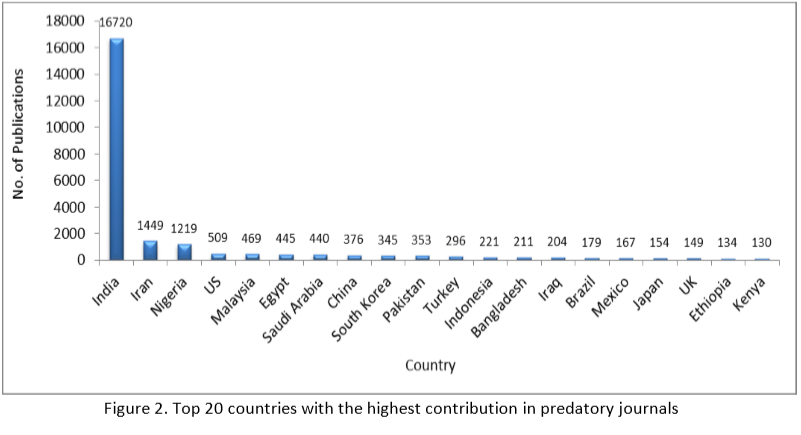 18000
16000
14000
12000
10000
8000
6000
4000
2000
0
No. of Publications
16720
1449 1219 509 469 445 440 376 345 353 296 221 211 204 179 167 154 149 134 130
India Iran Nigeria US Malaysia Egypt Saudi Arabia China South Korea Pakistan Turkey Indonesia Bangladesh Iraq Brazil Mexico Japan UK Ethiopia Kenya
Country
Figure 2. Top 20 countries with the highest contribution in predatory journals